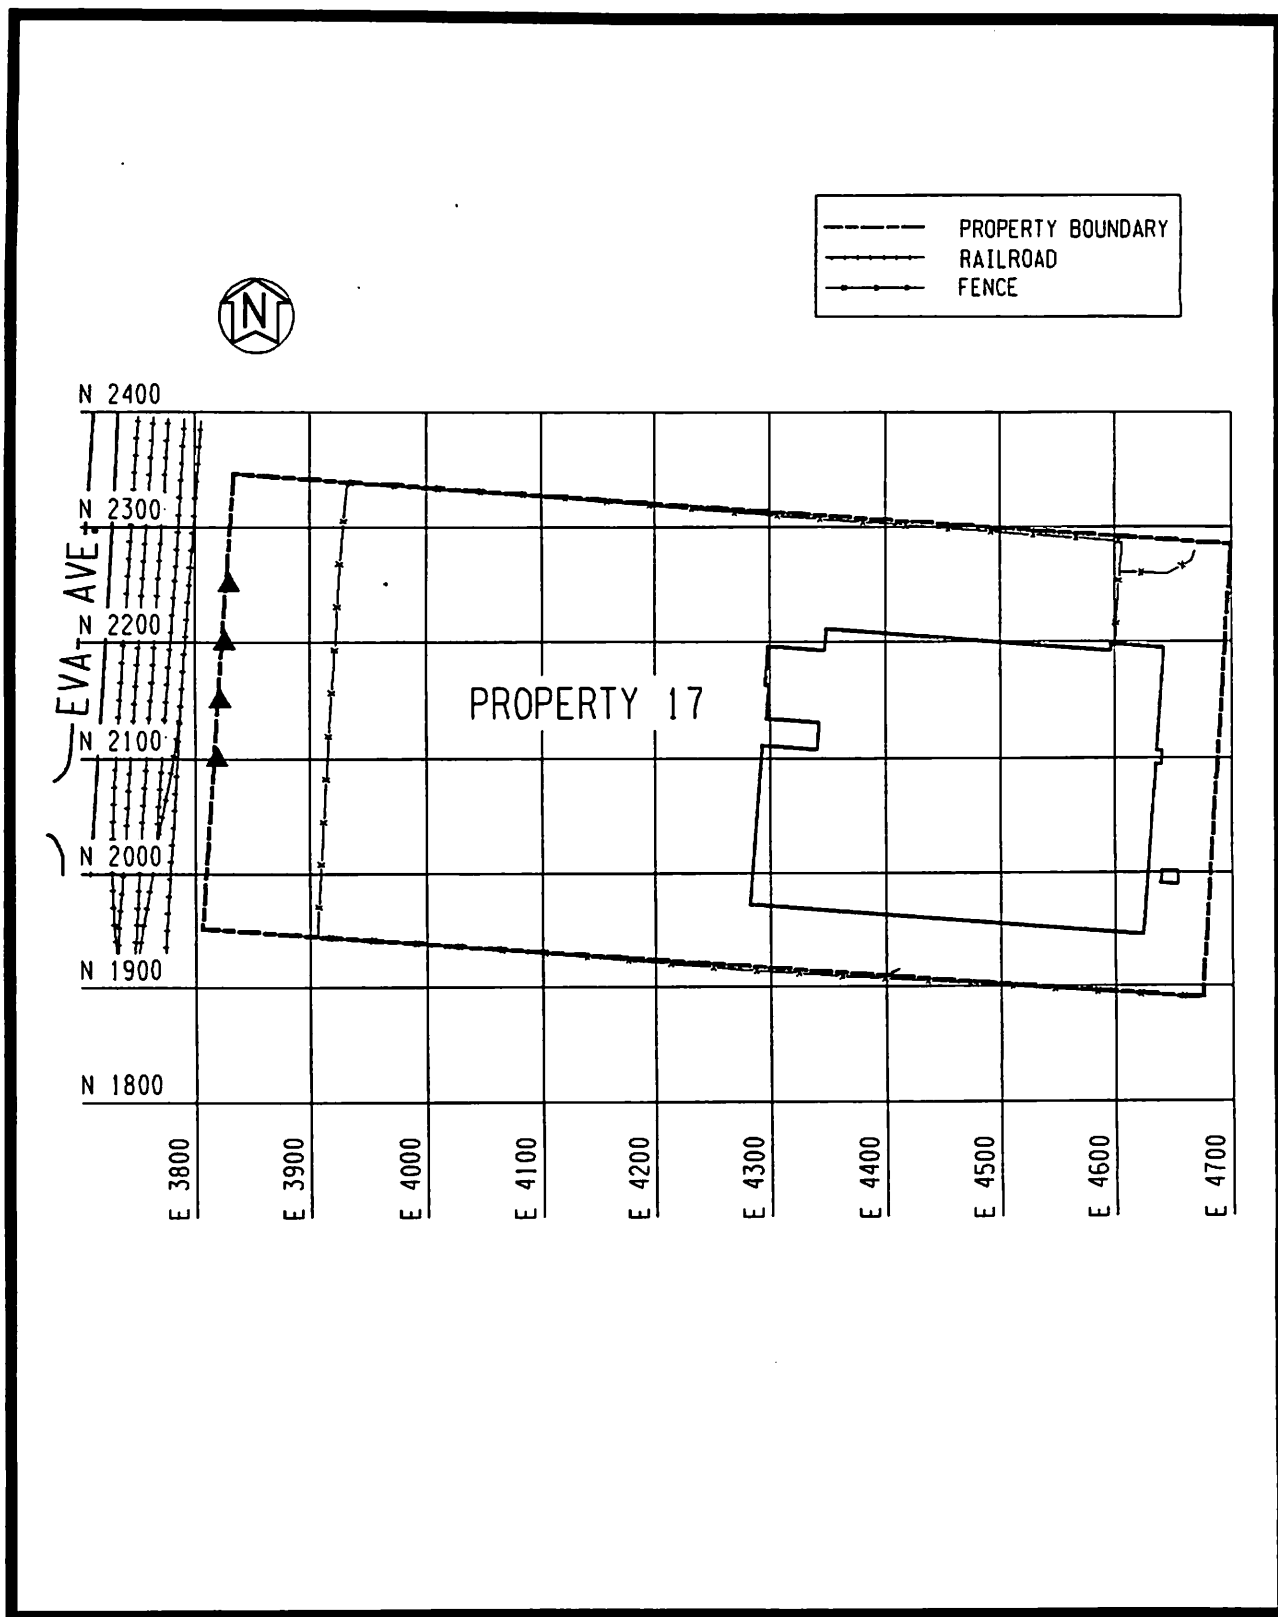 PROPERTY BOUNDARY
RAILROAD
FENCE
N
N 2400
N 2300
EVA AVE.
N 2200
PROPERTY 17
N 2100
N 2000
N 1900
N 1800
E 3800
E 3900
E 4000
E 4100
E 4200
E 4300
E 4400
E 4500
E 4600
E 4700